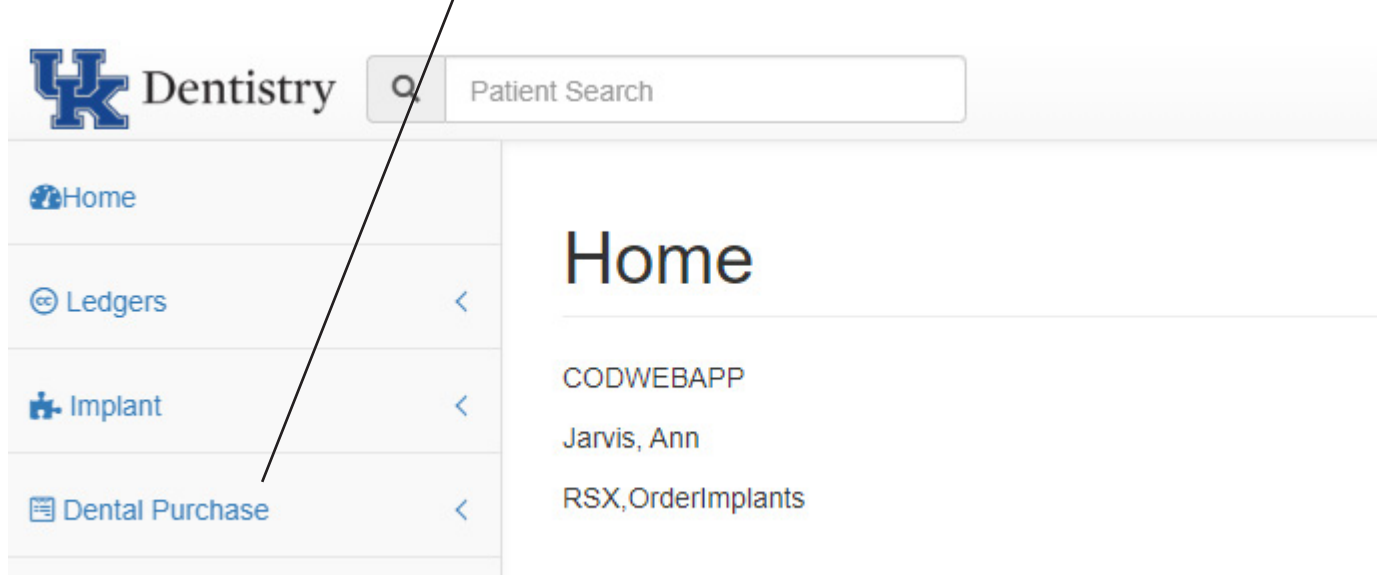 UK Dentistry
Patient Search
Home
Ledgers
Implant
Dental Purchase
Home
CODWEBAPP
Jarvis, Ann
RSX,OrderImplants